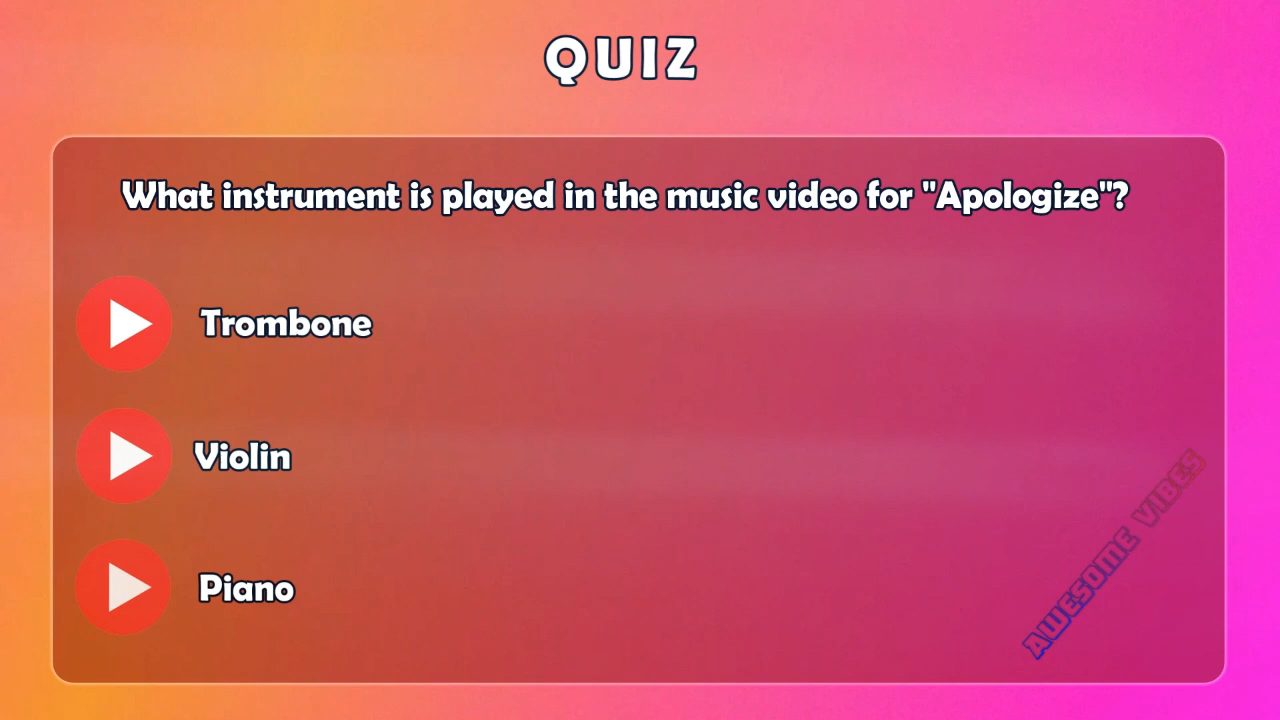 QUIZ
What instrument is played in the music video for "Apologize"?
Trombone
Violin
Piano
AWESOME VIBES